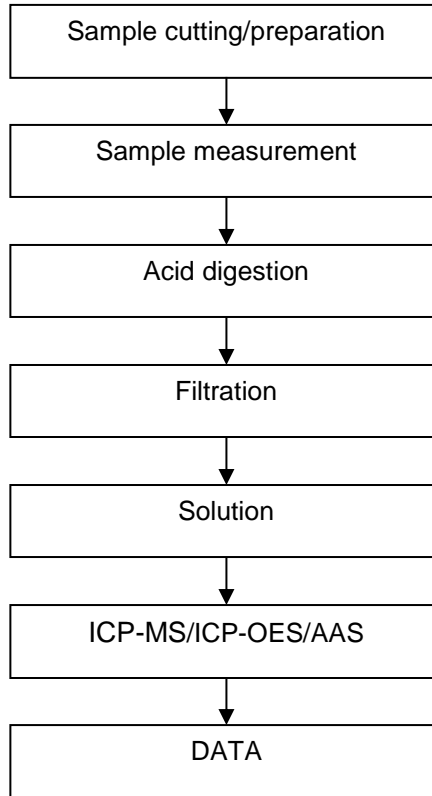 Sample cutting/preparation
Sample measurement
Acid digestion
Filtration
Solution
ICP-MS/ICP-OES/AAS
DATA